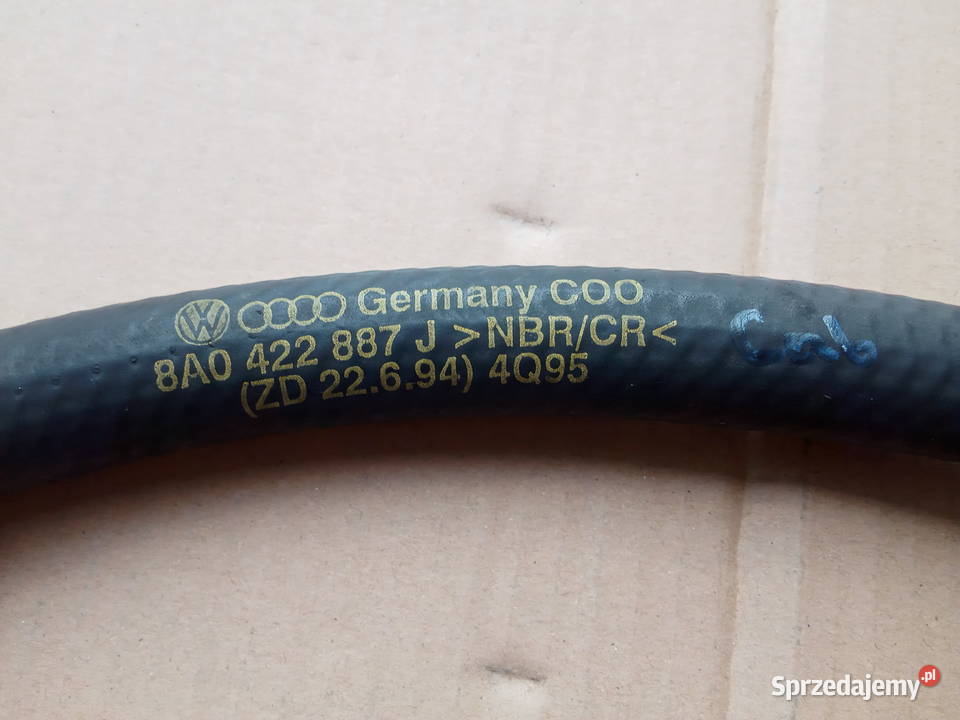 Germany COO
8A0 422 887 J >NBR/CR<
(ZD 22.6.94) 4Q95
Sprzedajemy.pl